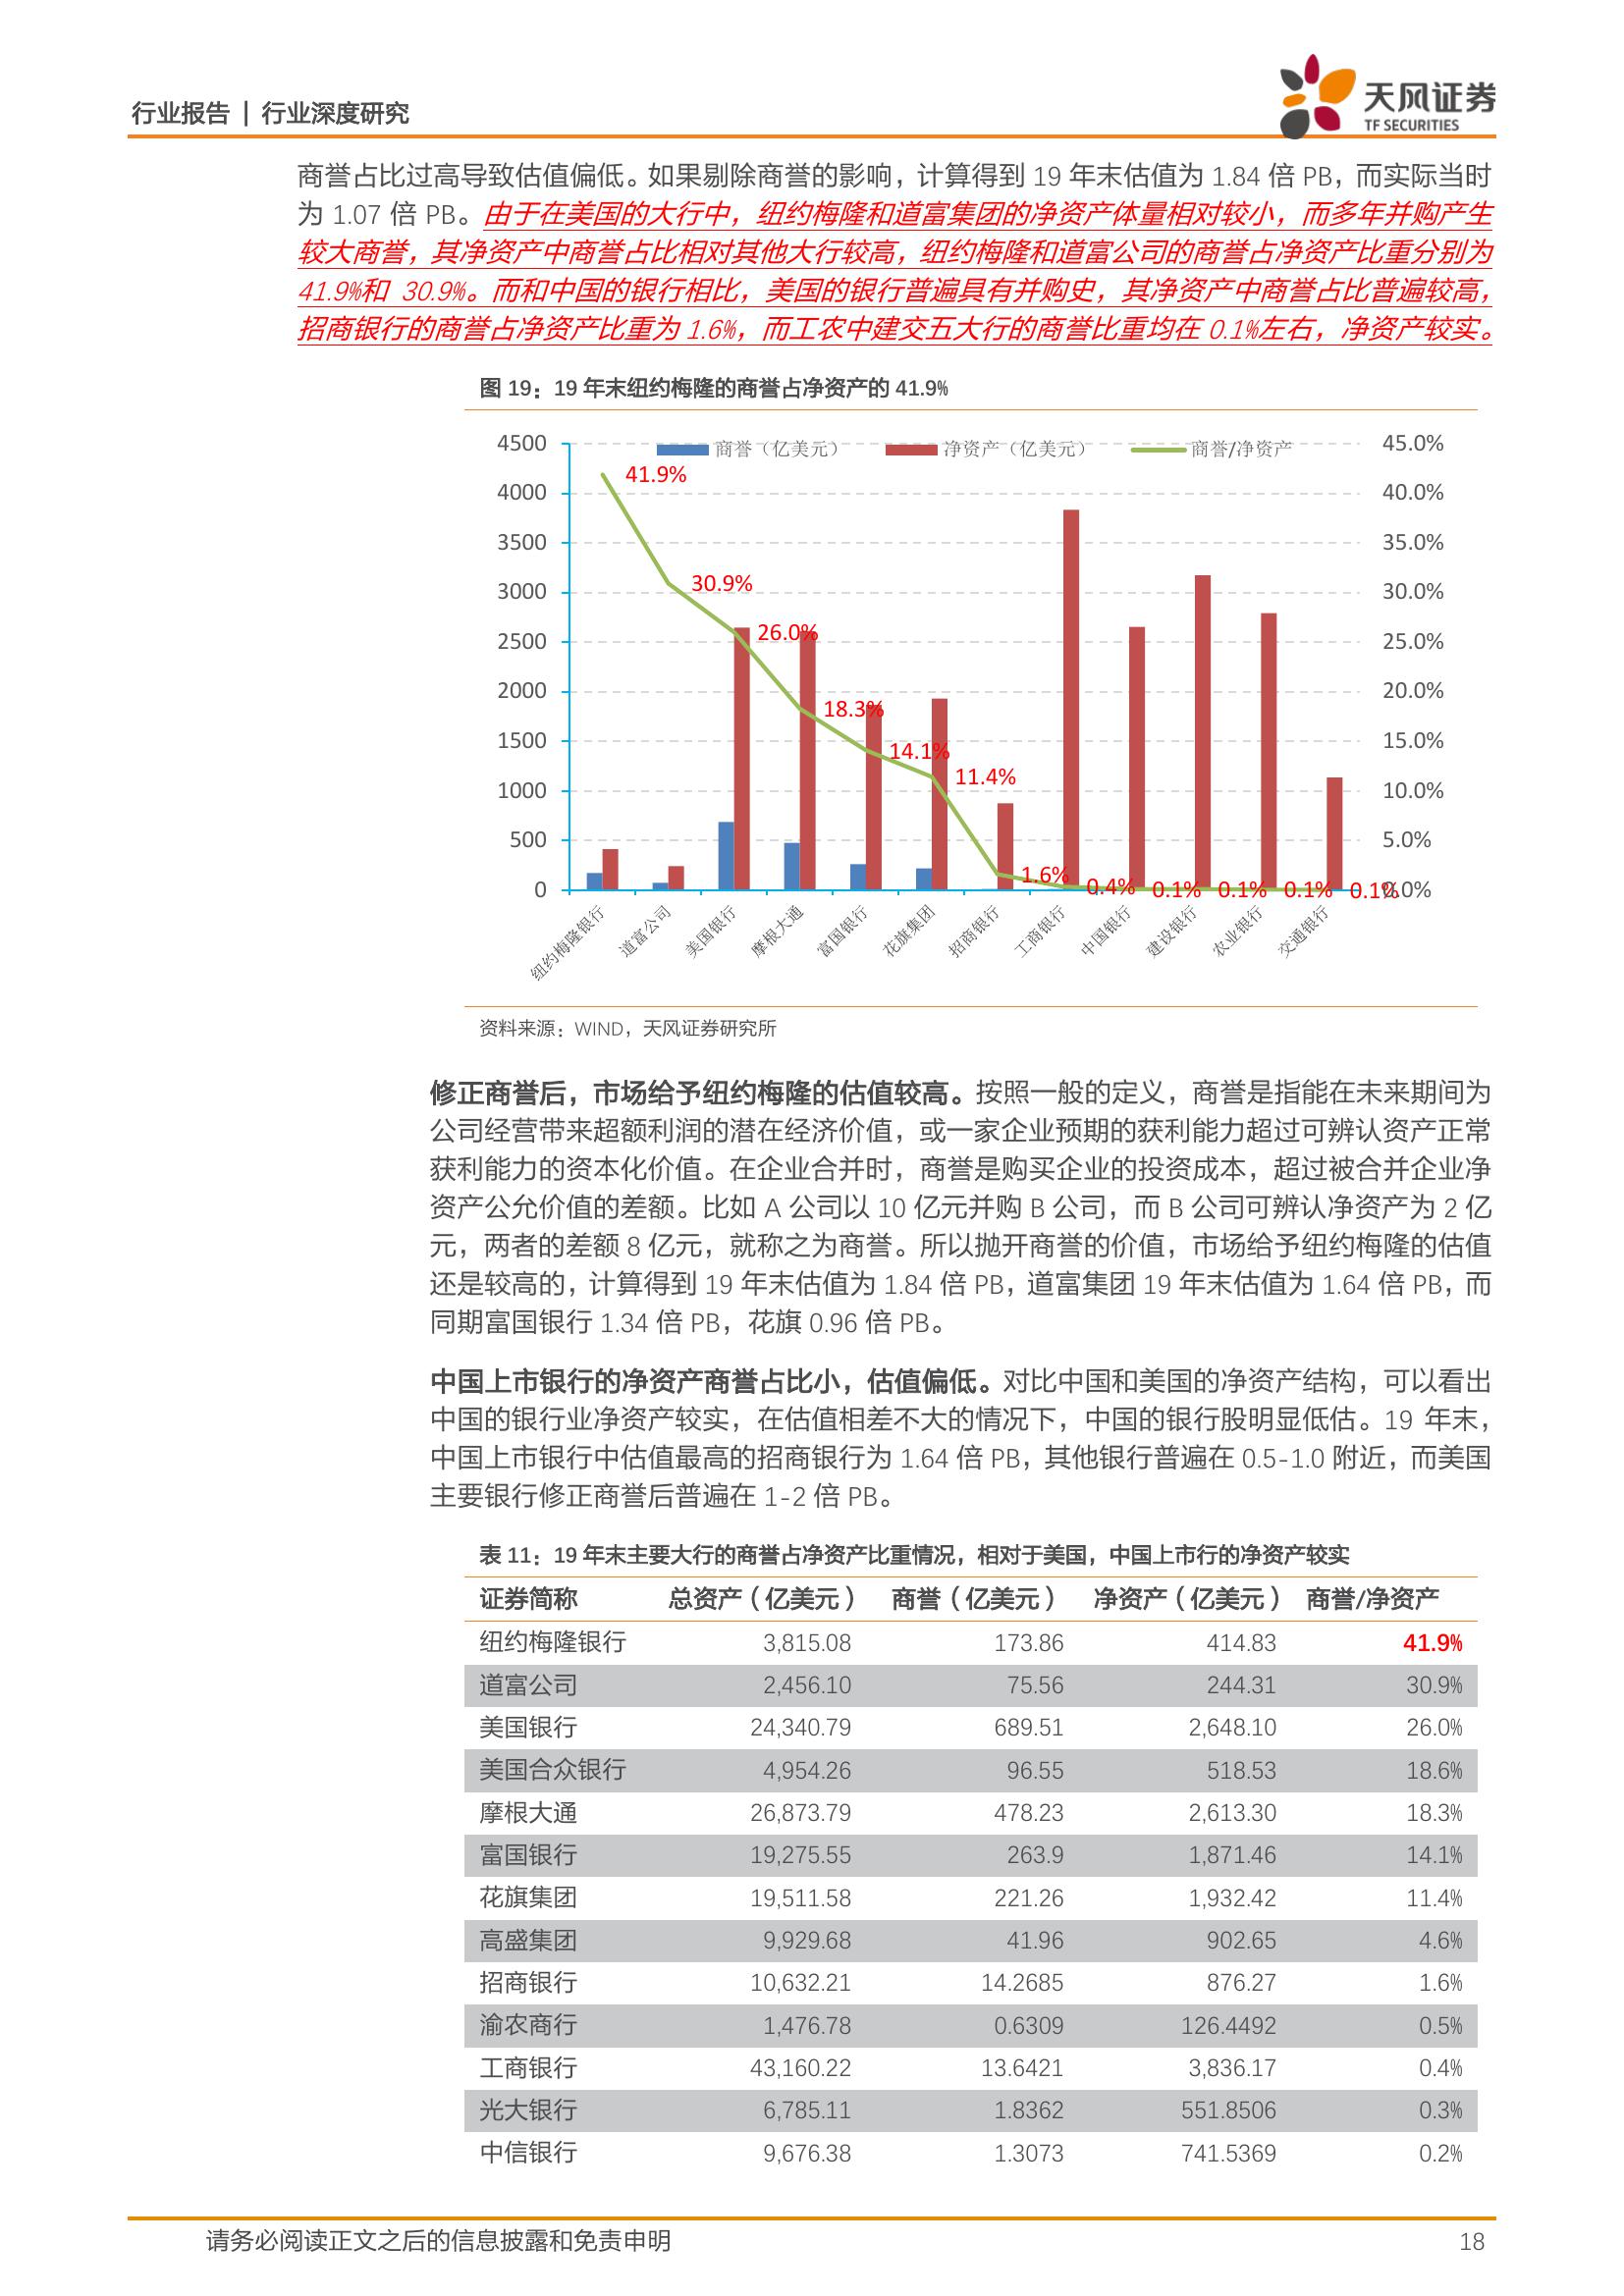 行业报告 | 行业深度研究
天风证券
TF SECURITIES
商誉占比过高导致估值偏低。如果剔除商誉的影响，计算得到 19 年末估值为 1.84 倍 PB，而实际当时
为 1.07 倍 PB。由于在美国的大行中，纽约梅隆和道富集团的净资产体量相对较小，而多年并购产生
较大商誉，其净资产中商誉占比相对其他大行较高，纽约梅隆和道富公司的商誉占净资产比重分别为
41.9%和 30.9%。而和中国的银行相比，美国的银行普遍具有并购史，其净资产中商誉占比普遍较高，
招商银行的商誉占净资产比重为 1.6%，而工农中建交五大行的商誉比重均在 0.1%左右，净资产较实。
图 19：19 年末纽约梅隆的商誉占净资产的 41.9%
商誉（亿美元） 净资产（亿美元） 商誉/净资产
4500 45.0%
4000 40.0%
3500 35.0%
3000 30.0%
2500 25.0%
2000 20.0%
1500 15.0%
1000 10.0%
500 5.0%
0 0.0%
41.9%
30.9%
26.0%
18.3%
14.1%
11.4%
1.6%
0.4%
0.1%
0.1%
0.1%
0.1%
纽约梅隆银行
道富公司
美国银行
摩根大通
富国银行
花旗集团
招商银行
工商银行
中国银行
建设银行
农业银行
交通银行
资料来源：WIND，天风证券研究所
修正商誉后，市场给予纽约梅隆的估值较高。按照一般的定义，商誉是指能在未来期间为
公司经营带来超额利润的潜在经济价值，或一家企业预期的获利能力超过可辨认资产正常
获利能力的资本化价值。在企业合并时，商誉是购买企业的投资成本，超过被合并企业净
资产公允价值的差额。比如 A 公司以 10 亿元并购 B 公司，而 B 公司可辨认净资产为 2 亿
元，两者的差额 8 亿元，就称之为商誉。所以抛开商誉的价值，市场给予纽约梅隆的估值
还是较高的，计算得到 19 年末估值为 1.84 倍 PB，道富集团 19 年末估值为 1.64 倍 PB，而
同期富国银行 1.34 倍 PB，花旗 0.96 倍 PB。
中国上市银行的净资产商誉占比小，估值偏低。对比中国和美国的净资产结构，可以看出
中国的银行业净资产较实，在估值相差不大的情况下，中国的银行股明显低估。19 年末，
中国上市银行中估值最高的招商银行为 1.64 倍 PB，其他银行普遍在 0.5-1.0 附近，而美国
主要银行修正商誉后普遍在 1-2 倍 PB。
表 11：19 年末主要大行的商誉占净资产比重情况，相对于美国，中国上市行的净资产较实
证券简称 总资产（亿美元） 商誉（亿美元） 净资产（亿美元） 商誉/净资产
纽约梅隆银行 3,815.08 173.86 414.83 41.9%
道富公司 2,456.10 75.56 244.31 30.9%
美国银行 24,340.79 689.51 2,648.10 26.0%
美国合众银行 4,954.26 96.55 518.53 18.6%
摩根大通 26,873.79 478.23 2,613.30 18.3%
富国银行 19,275.55 263.9 1,871.46 14.1%
花旗集团 19,511.58 221.26 1,932.42 11.4%
高盛集团 9,929.68 41.96 902.65 4.6%
招商银行 10,632.21 14.2685 876.27 1.6%
渝农商行 1,476.78 0.6309 126.4492 0.5%
工商银行 43,160.22 13.6421 3,836.17 0.4%
光大银行 6,785.11 1.8362 551.8506 0.3%
中信银行 9,676.38 1.3073 741.5369 0.2%
请务必阅读正文之后的信息披露和免责申明 18